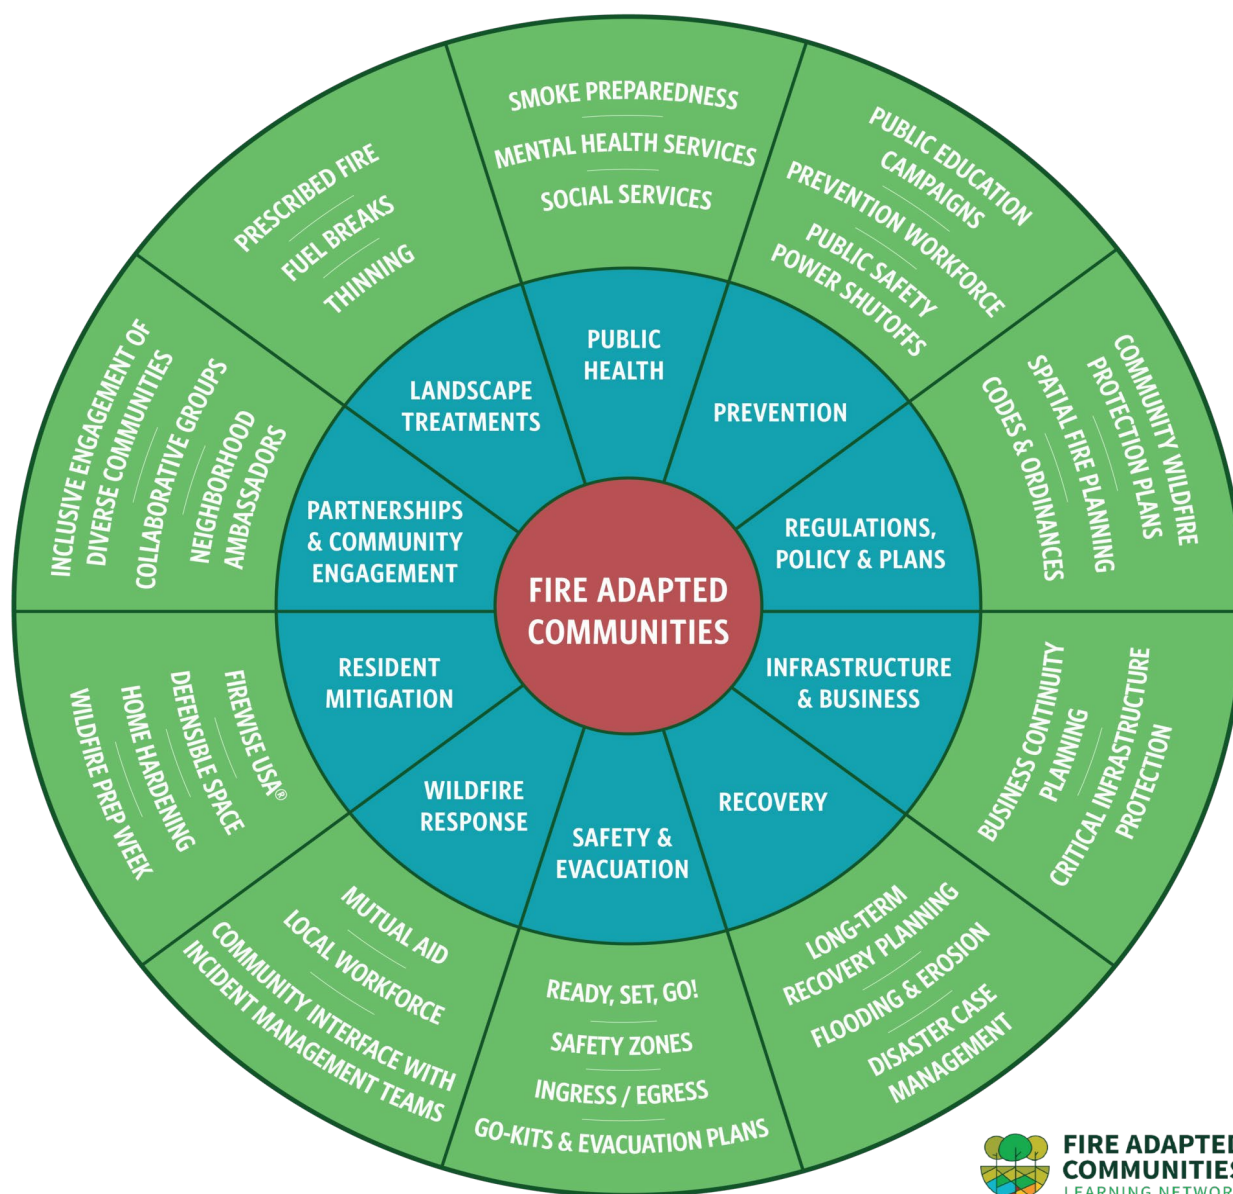 FIRE ADAPTED
COMMUNITIES
PUBLIC
HEALTH
SMOKE PREPAREDNESS
MENTAL HEALTH SERVICES
SOCIAL SERVICES
PREVENTION
PUBLIC EDUCATION
CAMPAIGNS
PREVENTION WORKFORCE
PUBLIC SAFETY
POWER SHUTOFFS
REGULATIONS,
POLICY & PLANS
COMMUNITY WILDFIRE
PROTECTION PLANS
SPATIAL FIRE PLANNING
CODES & ORDINANCES
INFRASTRUCTURE
& BUSINESS
BUSINESS CONTINUITY
PLANNING
CRITICAL INFRASTRUCTURE
PROTECTION
RECOVERY
LONG-TERM
RECOVERY PLANNING
FLOODING & EROSION
DISASTER CASE
MANAGEMENT
SAFETY &
EVACUATION
READY, SET, GO!
SAFETY ZONES
INGRESS / EGRESS
GO-KITS & EVACUATION PLANS
WILDFIRE
RESPONSE
MUTUAL AID
LOCAL WORKFORCE
COMMUNITY INTERFACE WITH
INCIDENT MANAGEMENT TEAMS
RESIDENT
MITIGATION
FIREWISE USA®
DEFENSIBLE SPACE
HOME HARDENING
WILDFIRE PREP WEEK
PARTNERSHIPS
& COMMUNITY
ENGAGEMENT
INCLUSIVE ENGAGEMENT OF
DIVERSE COMMUNITIES
COLLABORATIVE GROUPS
NEIGHBORHOOD
AMBASSADORS
LANDSCAPE
TREATMENTS
PRESCRIBED FIRE
FUEL BREAKS
THINNING
FIRE ADAPTED
COMMUNITIES
LEARNING NETWORK